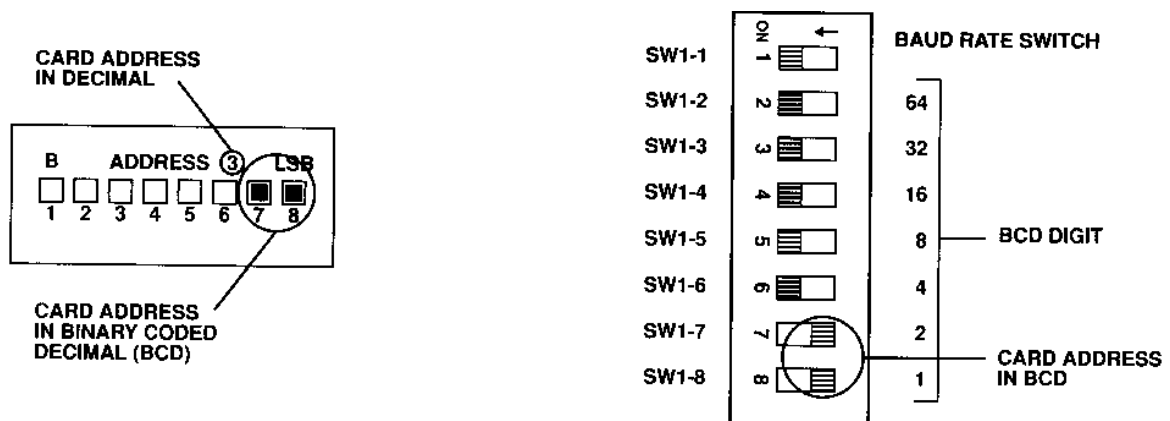 CARD ADDRESS
IN DECIMAL
B ADDRESS 3 LSB
1 2 3 4 5 6 7 8
CARD ADDRESS
IN BINARY CODED
DECIMAL (BCD)
ON ←
BAUD RATE SWITCH
SW1-1 1
SW1-2 2 64
SW1-3 3 32
SW1-4 4 16
SW1-5 5 8
BCD DIGIT
SW1-6 6 4
SW1-7 7 2
CARD ADDRESS
IN BCD
SW1-8 8 1